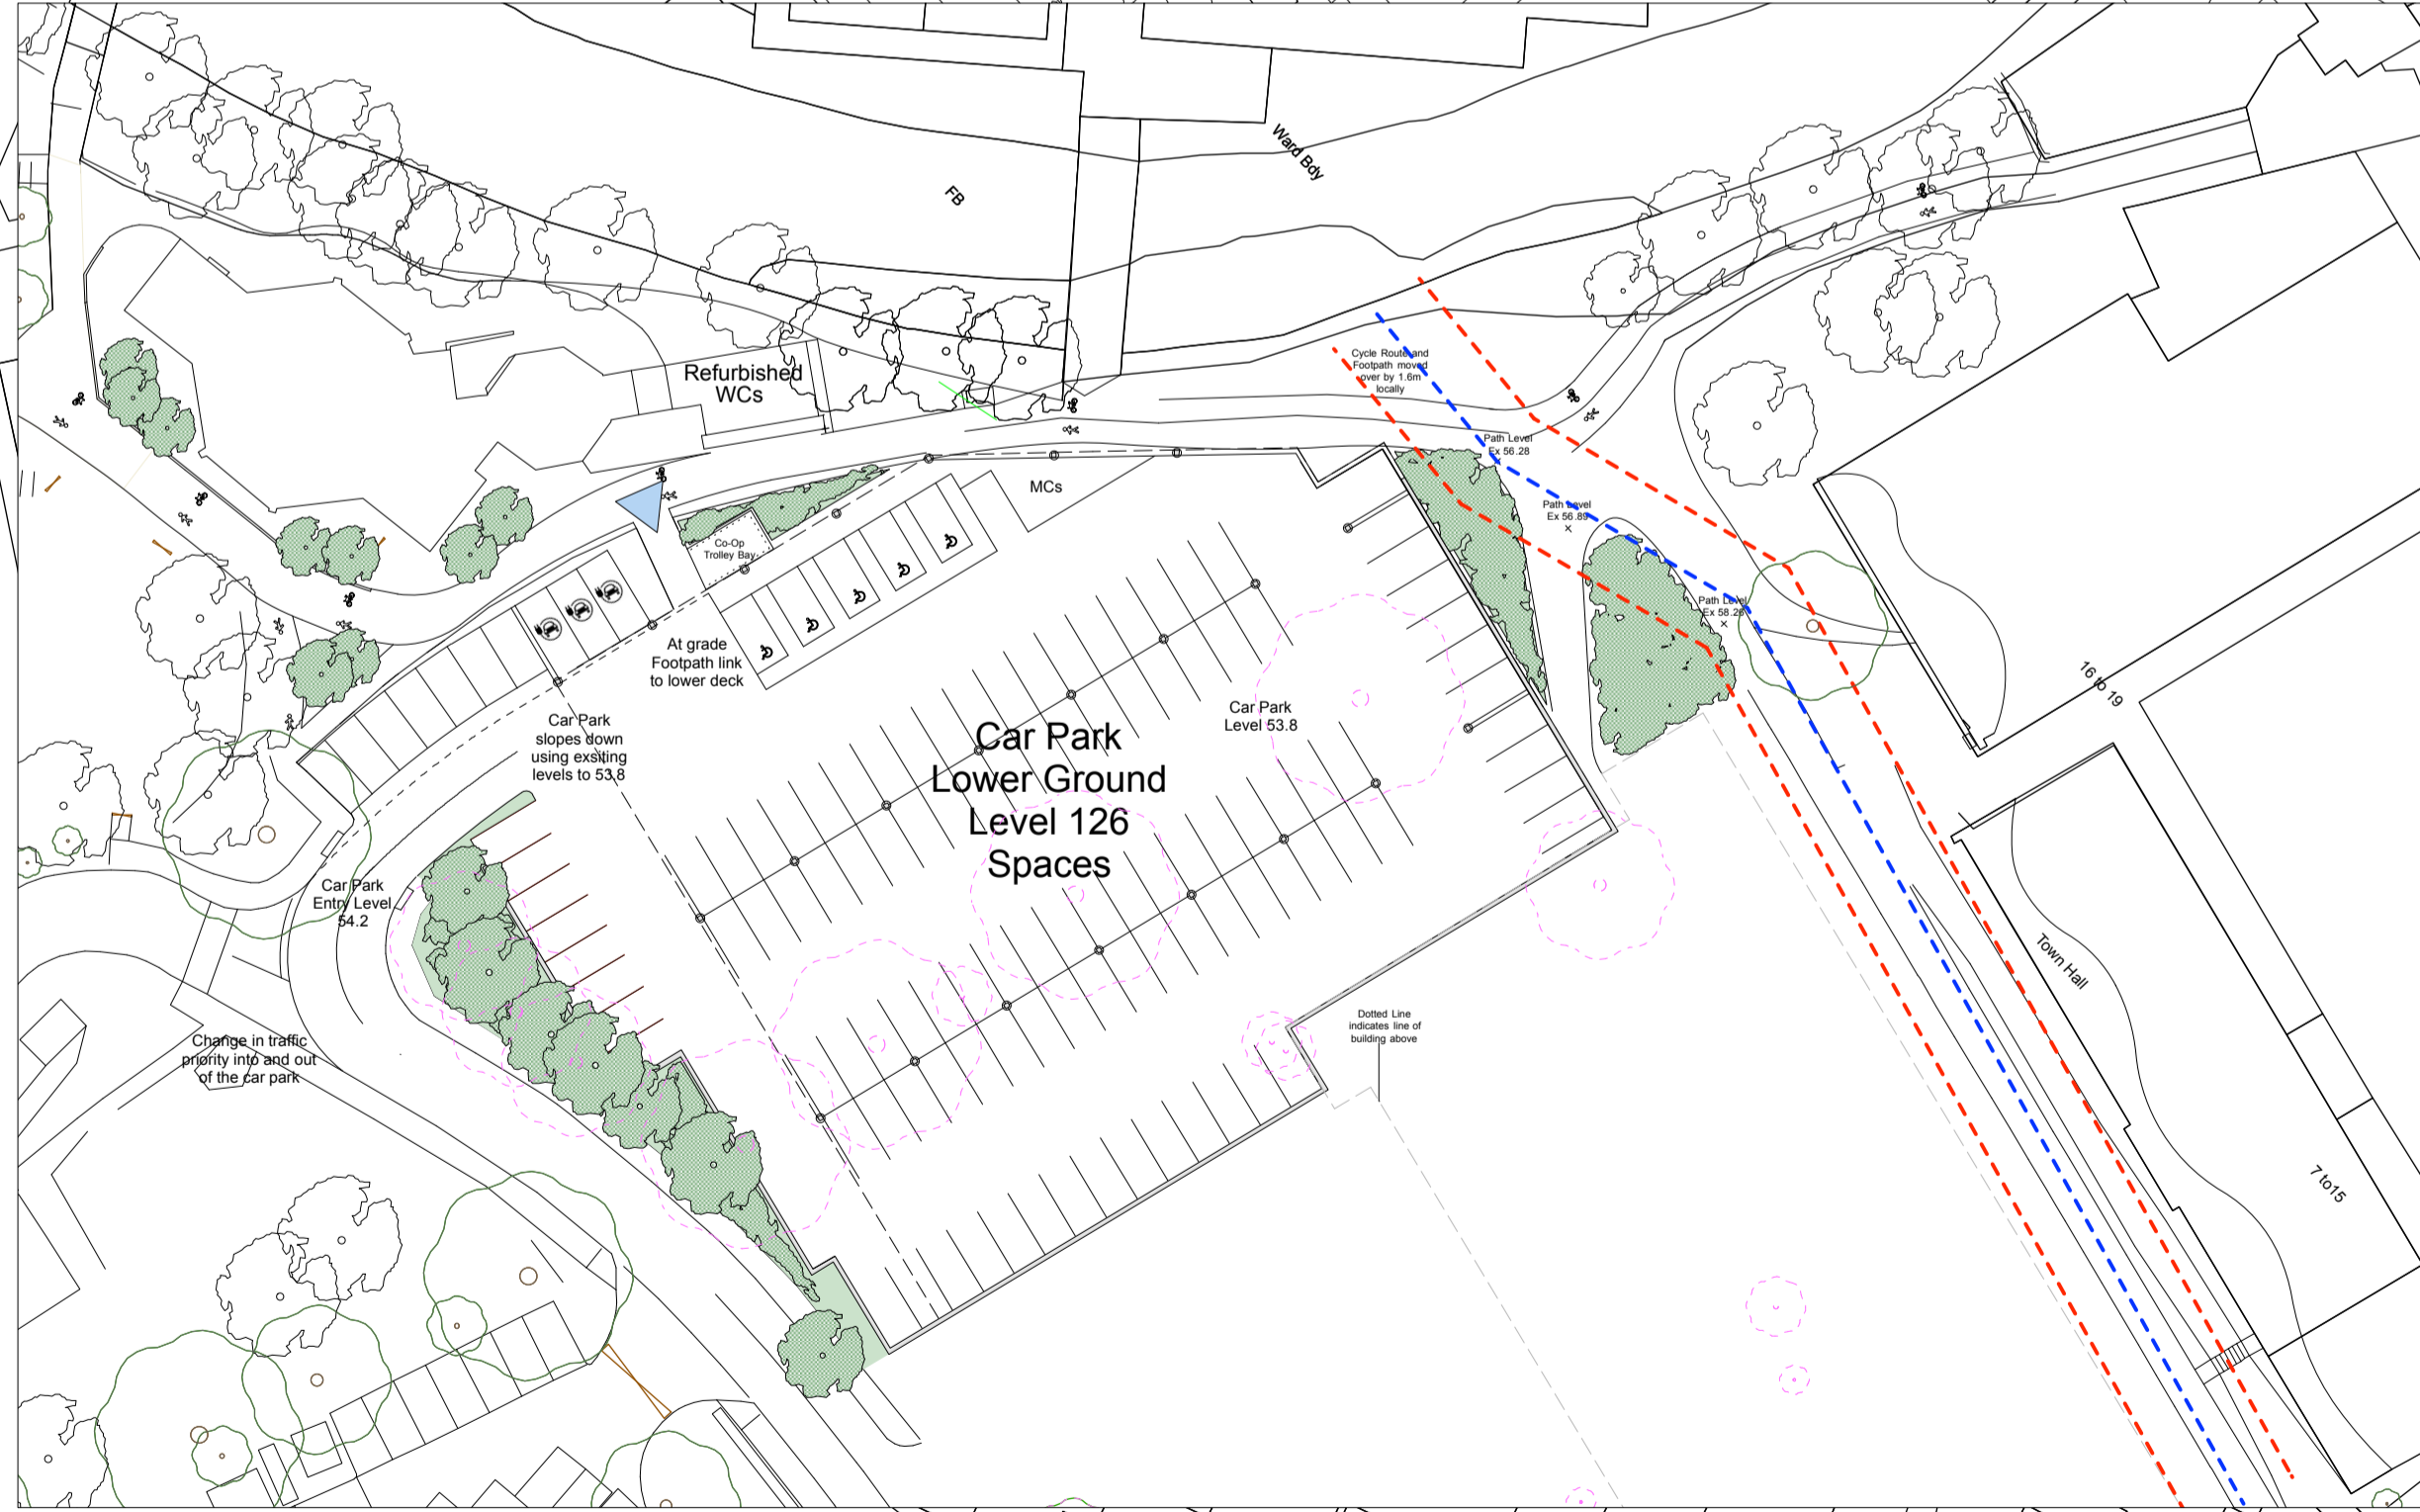 Ward Bdy
FB
Cycle Route and
Footpath moved
over by 1.6m
locally
Refurbished
WCs
Path Level
Ex 56.28
MCs
Path Level
Ex 56.89
Co-Op
Trolley Bay
Path Level
Ex 58.26
At grade
Footpath link
to lower deck
16 to 19
Car Park
slopes down
using exsiting
levels to 53.8
Car Park
Level 53.8
Car Park
Lower Ground
Level 126
Spaces
Car Park
Entry Level
54.2
Town Hall
Dotted Line
indicates line of
building above
Change in traffic
priority into and out
of the car park
7 to15